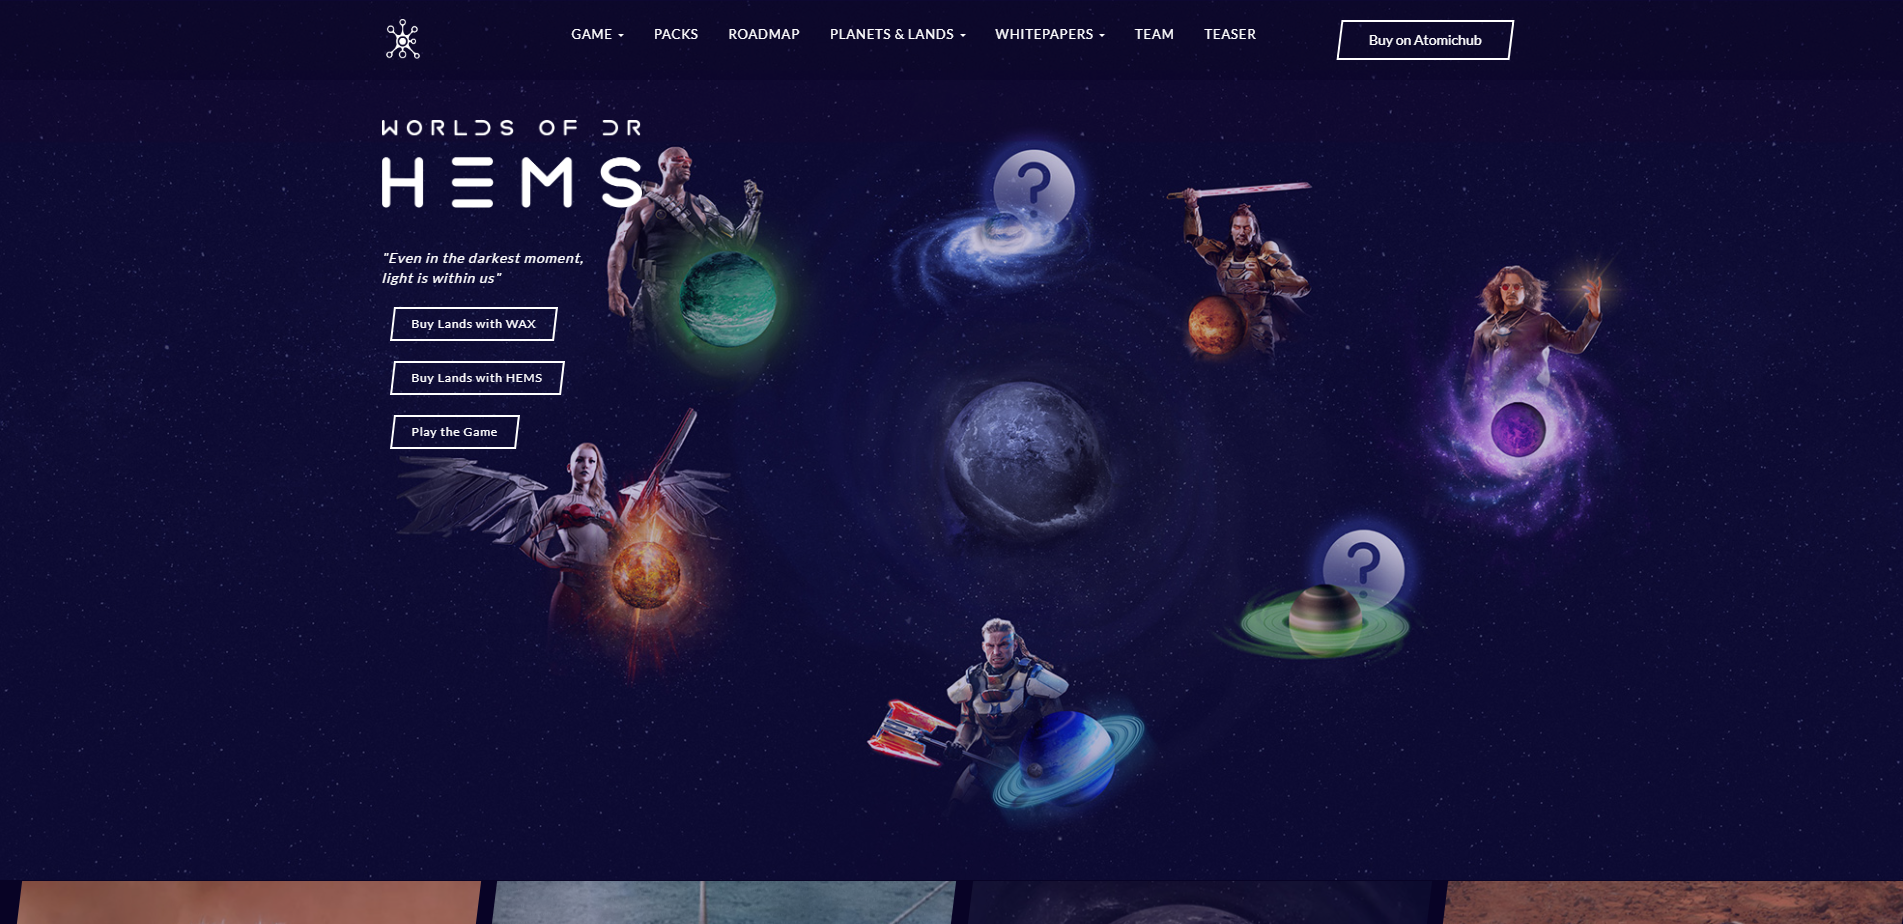 GAME
PACKS
ROADMAP
PLANETS & LANDS
WHITEPAPERS
TEAM
TEASER
Buy on Atomichub
WORLDS OF DR
HEMS
"Even in the darkest moment,
light is within us"
Buy Lands with WAX
Buy Lands with HEMS
Play the Game
?
?